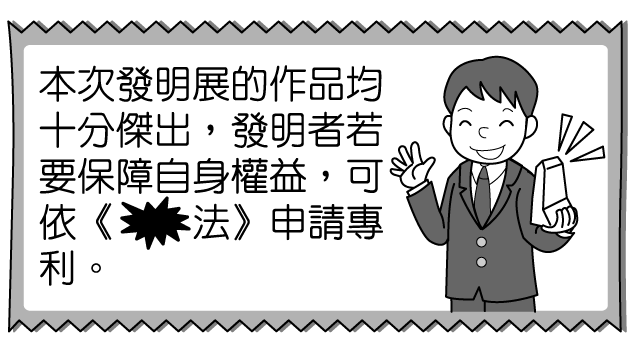 本次發明展的作品均
十分傑出，發明者若
要保障自身權益，可
依《法》申請專
利。